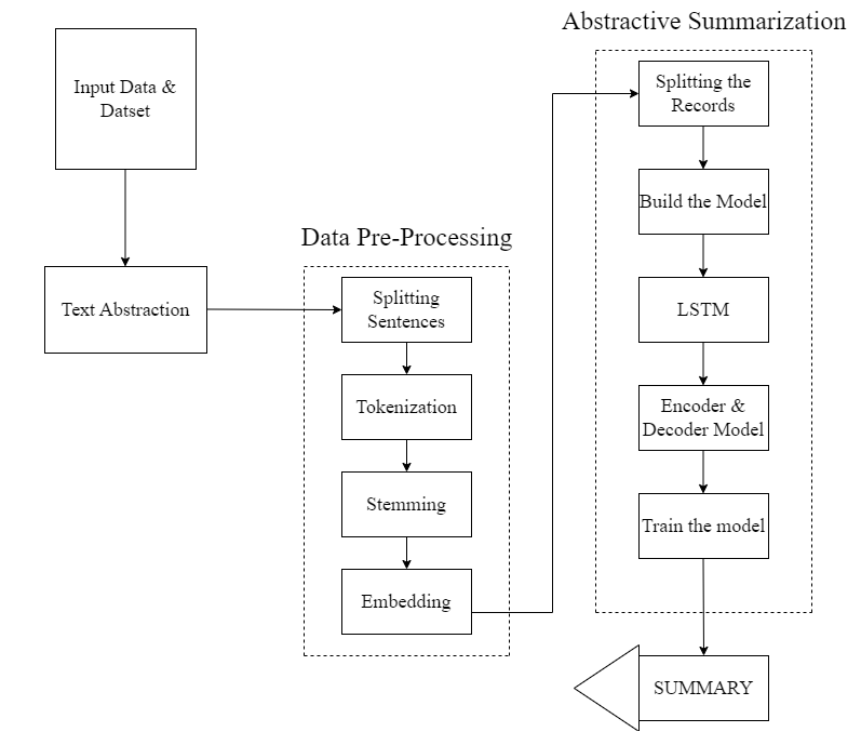 Input Data &
Datset
Text Abstraction
Data Pre-Processing
Splitting
Sentences
Tokenization
Stemming
Embedding
Abstractive Summarization
Splitting the
Records
Build the Model
LSTM
Encoder &
Decoder Model
Train the model
SUMMARY